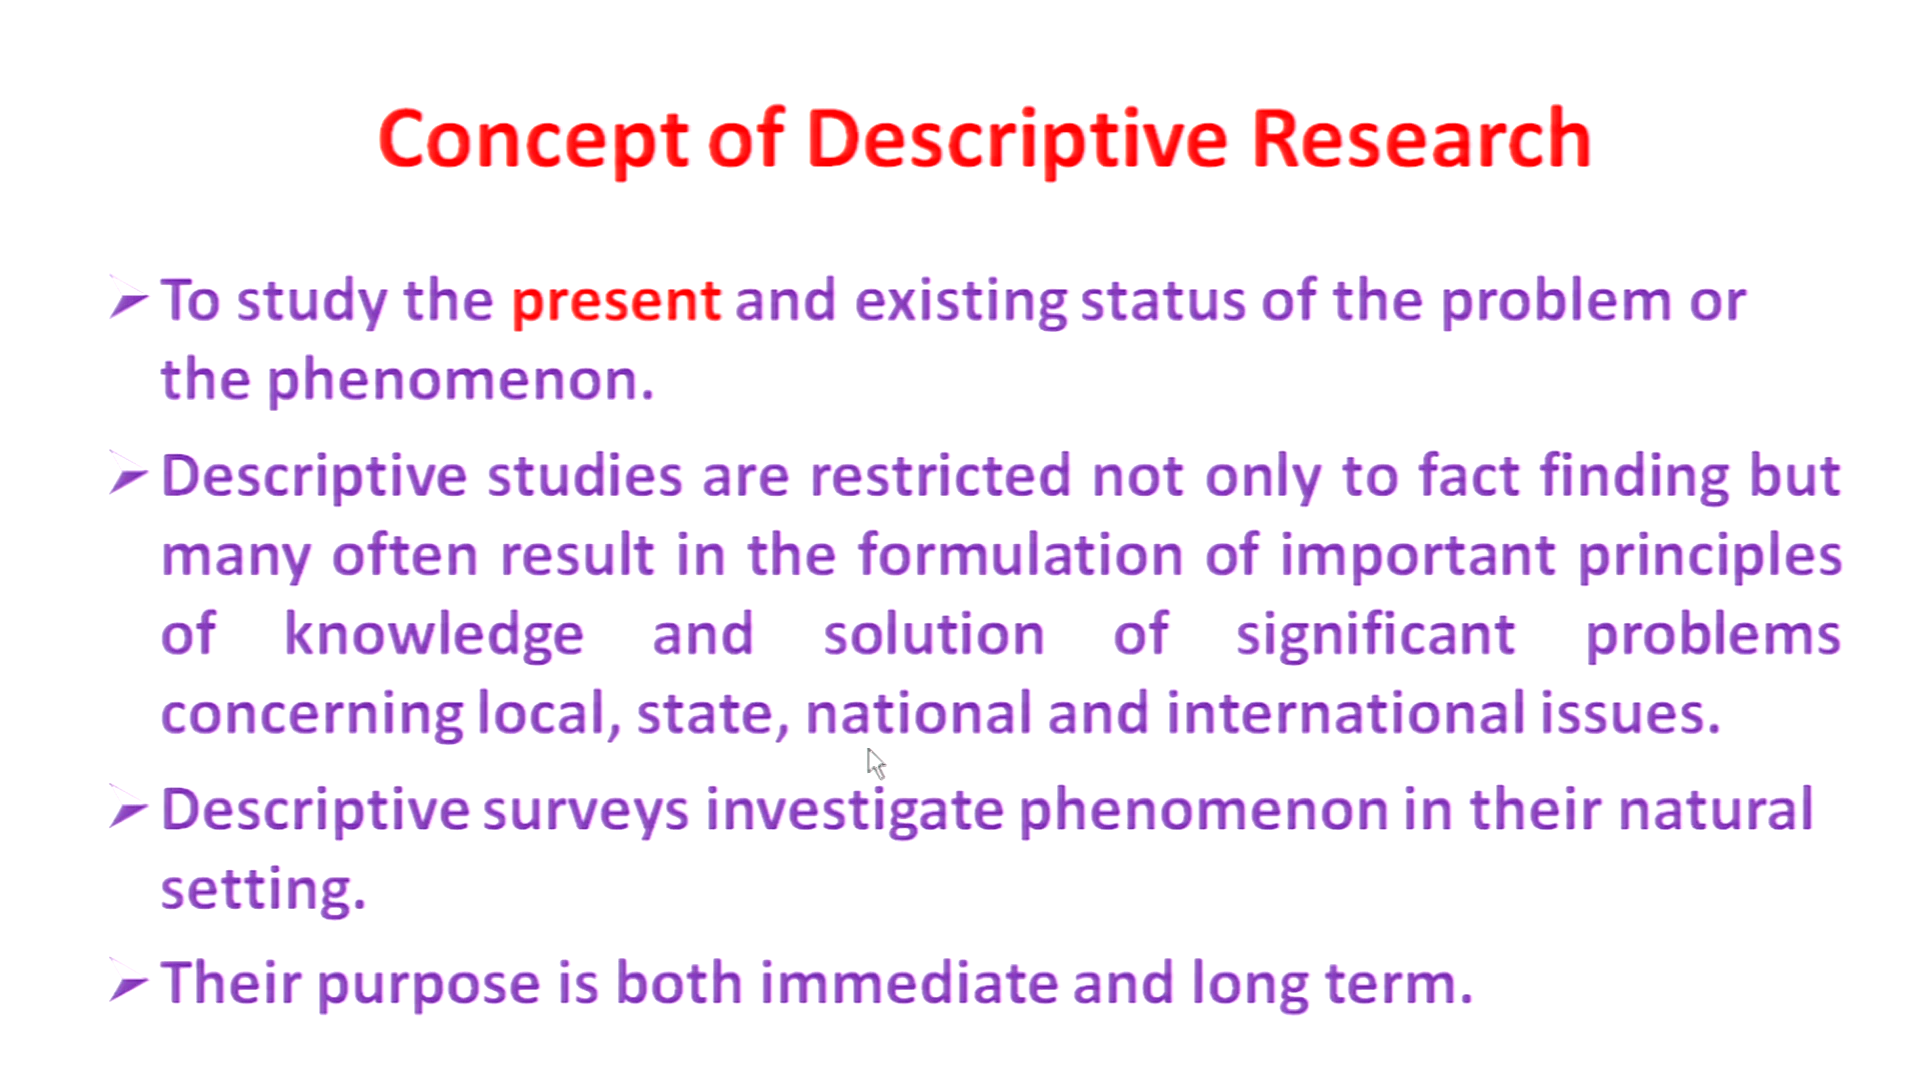 Concept of Descriptive Research
To study the present and existing status of the problem or
the phenomenon.
Descriptive studies are restricted not only to fact finding but
many often result in the formulation of important principles
of knowledge and solution of significant problems
concerning local, state, national and international issues.
Descriptive surveys investigate phenomenon in their natural
setting.
Their purpose is both immediate and long term.